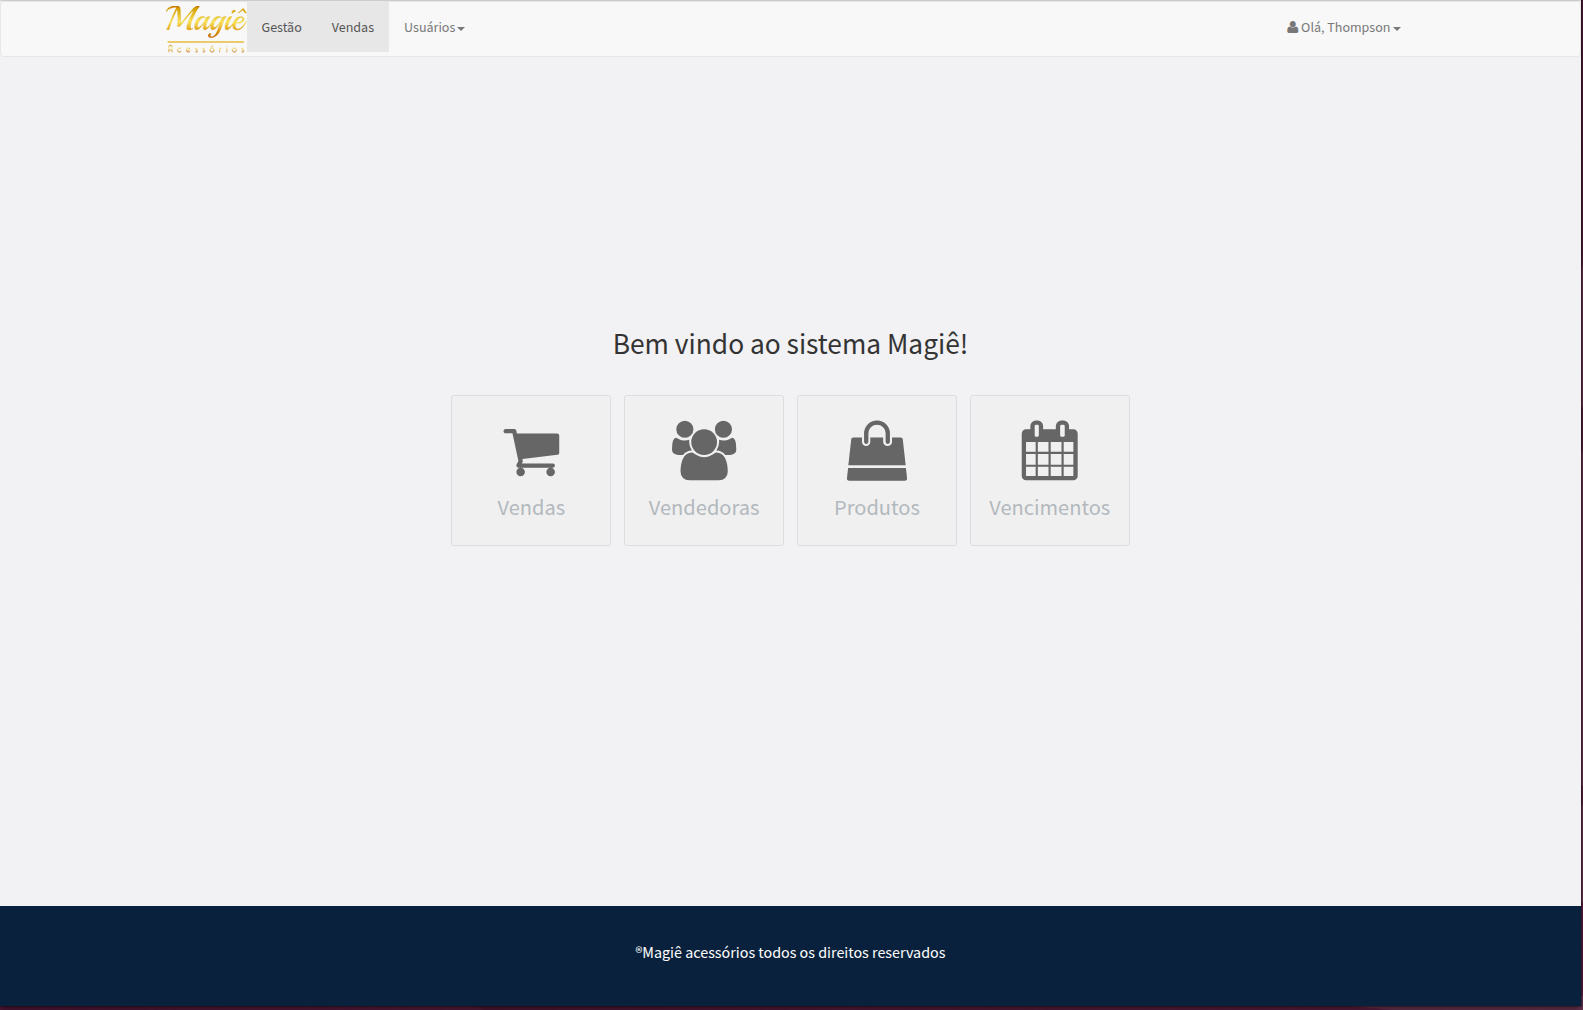 Magiê
Acessórios
Gestão
Vendas
Usuários
Olá, Thompson
Bem vindo ao sistema Magiê!
Vendas
Vendedoras
Produtos
Vencimentos
®Magiê acessórios todos os direitos reservados